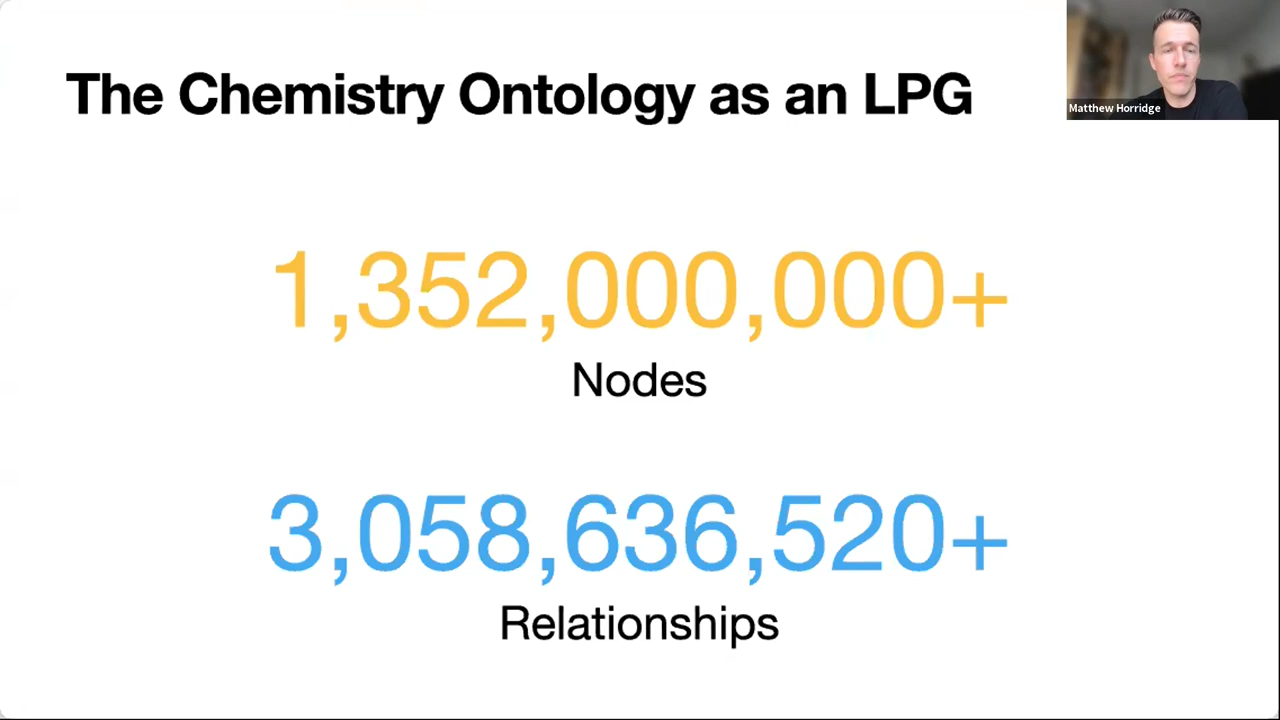 The Chemistry Ontology as an LPG
Matthew Horridge
1,352,000,000+
Nodes
3,058,636,520+
Relationships